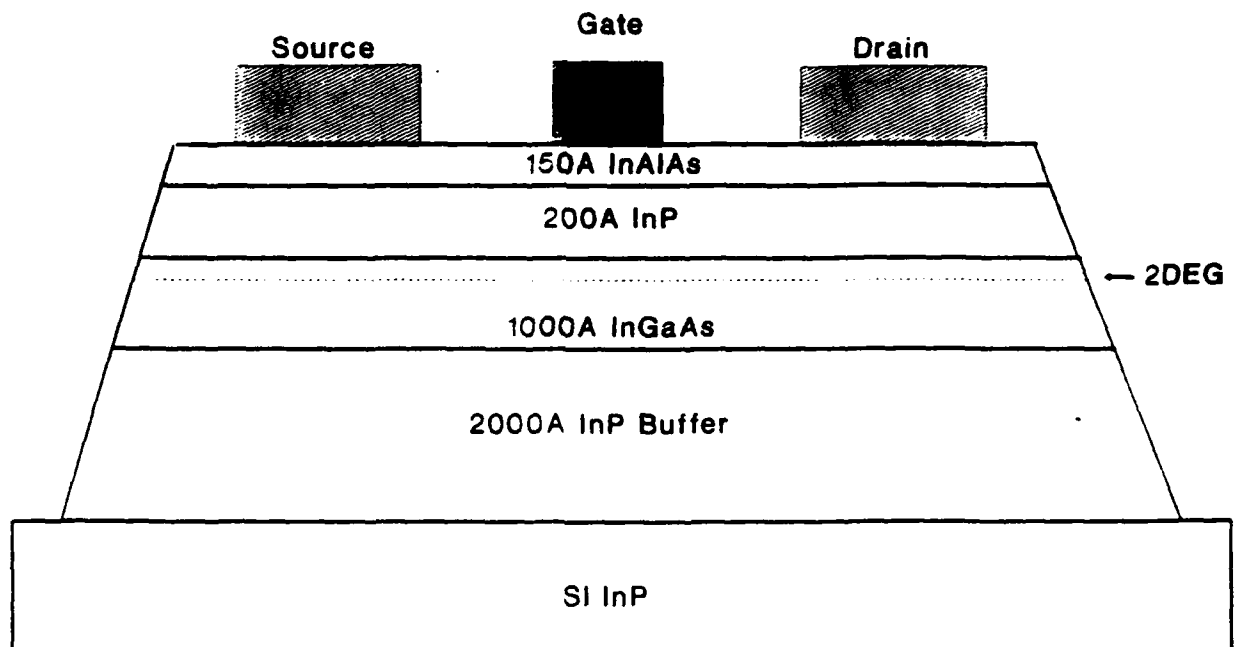 Gate
Source
Drain
150A InAlAs
200A InP
← 2DEG
1000A InGaAs
2000A InP Buffer
SI InP